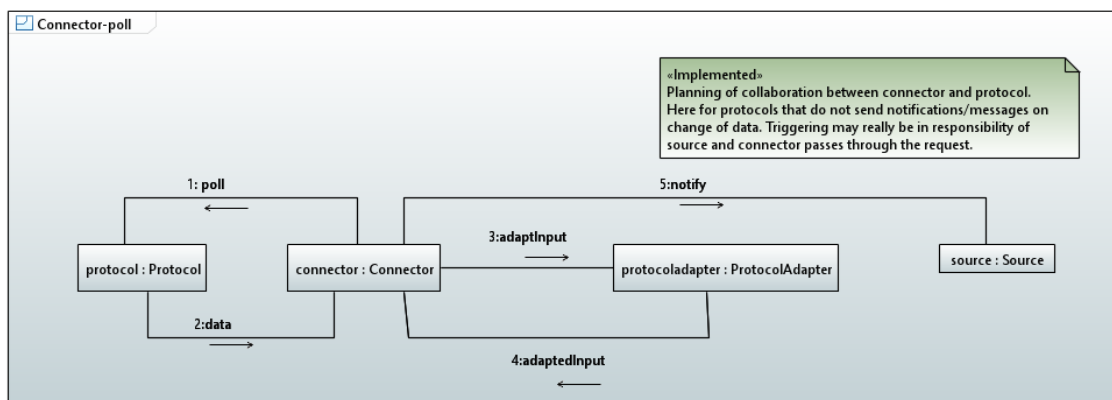 Connector-poll
«Implemented»
Planning of collaboration between connector and protocol.
Here for protocols that do not send notifications/messages on
change of data. Triggering may really be in responsibility of
source and connector passes through the request.
1: poll
5:notify
3:adaptInput
protocol : Protocol
connector : Connector
protocoladapter : ProtocolAdapter
source : Source
2:data
4:adaptedInput